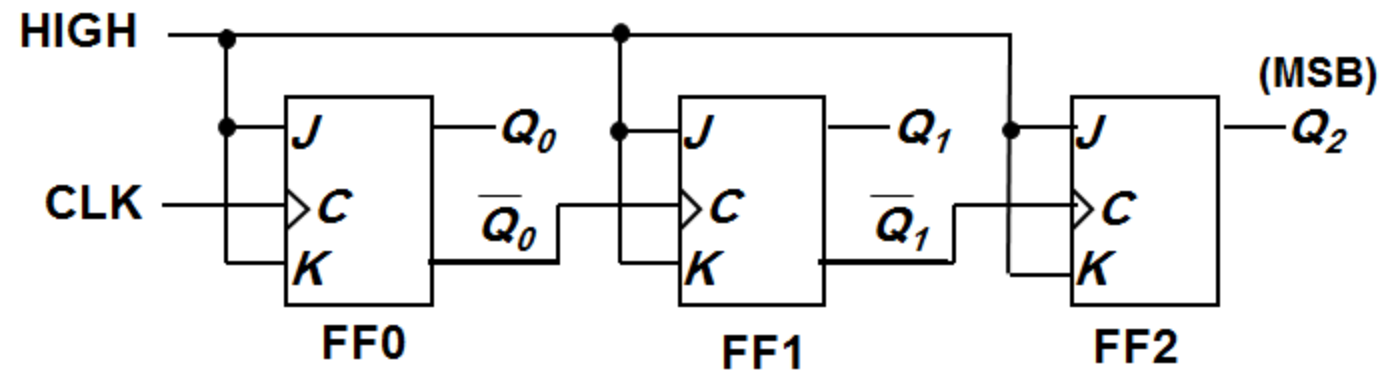 HIGH
(MSB)
J Q0 J Q1 J Q2
CLK C Q̅0 C Q̅1 C
K K K
FF0 FF1 FF2